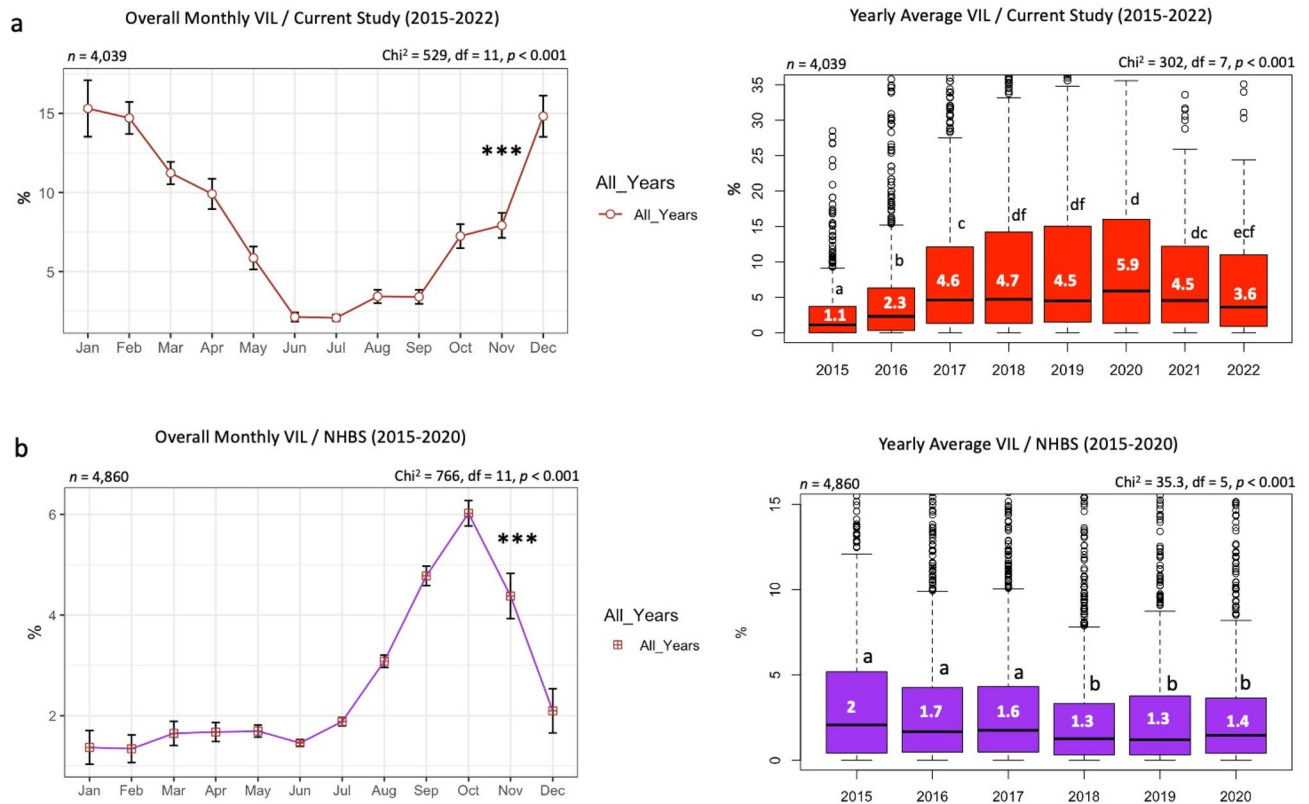 a
Overall Monthly VIL / Current Study (2015-2022)
n = 4,039
Chi² = 529, df = 11, p < 0.001
%
15
10
5
***
Jan Feb Mar Apr May Jun Jul Aug Sep Oct Nov Dec
All_Years
All_Years
Yearly Average VIL / Current Study (2015-2022)
n = 4,039
Chi² = 302, df = 7, p < 0.001
%
35
30
25
20
15
10
5
0
a b c df df d dc ecf
1.1 2.3 4.6 4.7 4.5 5.9 4.5 3.6
2015 2016 2017 2018 2019 2020 2021 2022
b
Overall Monthly VIL / NHBS (2015-2020)
n = 4,860
Chi² = 766, df = 11, p < 0.001
%
6
4
2
***
Jan Feb Mar Apr May Jun Jul Aug Sep Oct Nov Dec
All_Years
All_Years
Yearly Average VIL / NHBS (2015-2020)
n = 4,860
Chi² = 35.3, df = 5, p < 0.001
%
15
10
5
0
a a a b b b
2 1.7 1.6 1.3 1.3 1.4
2015 2016 2017 2018 2019 2020